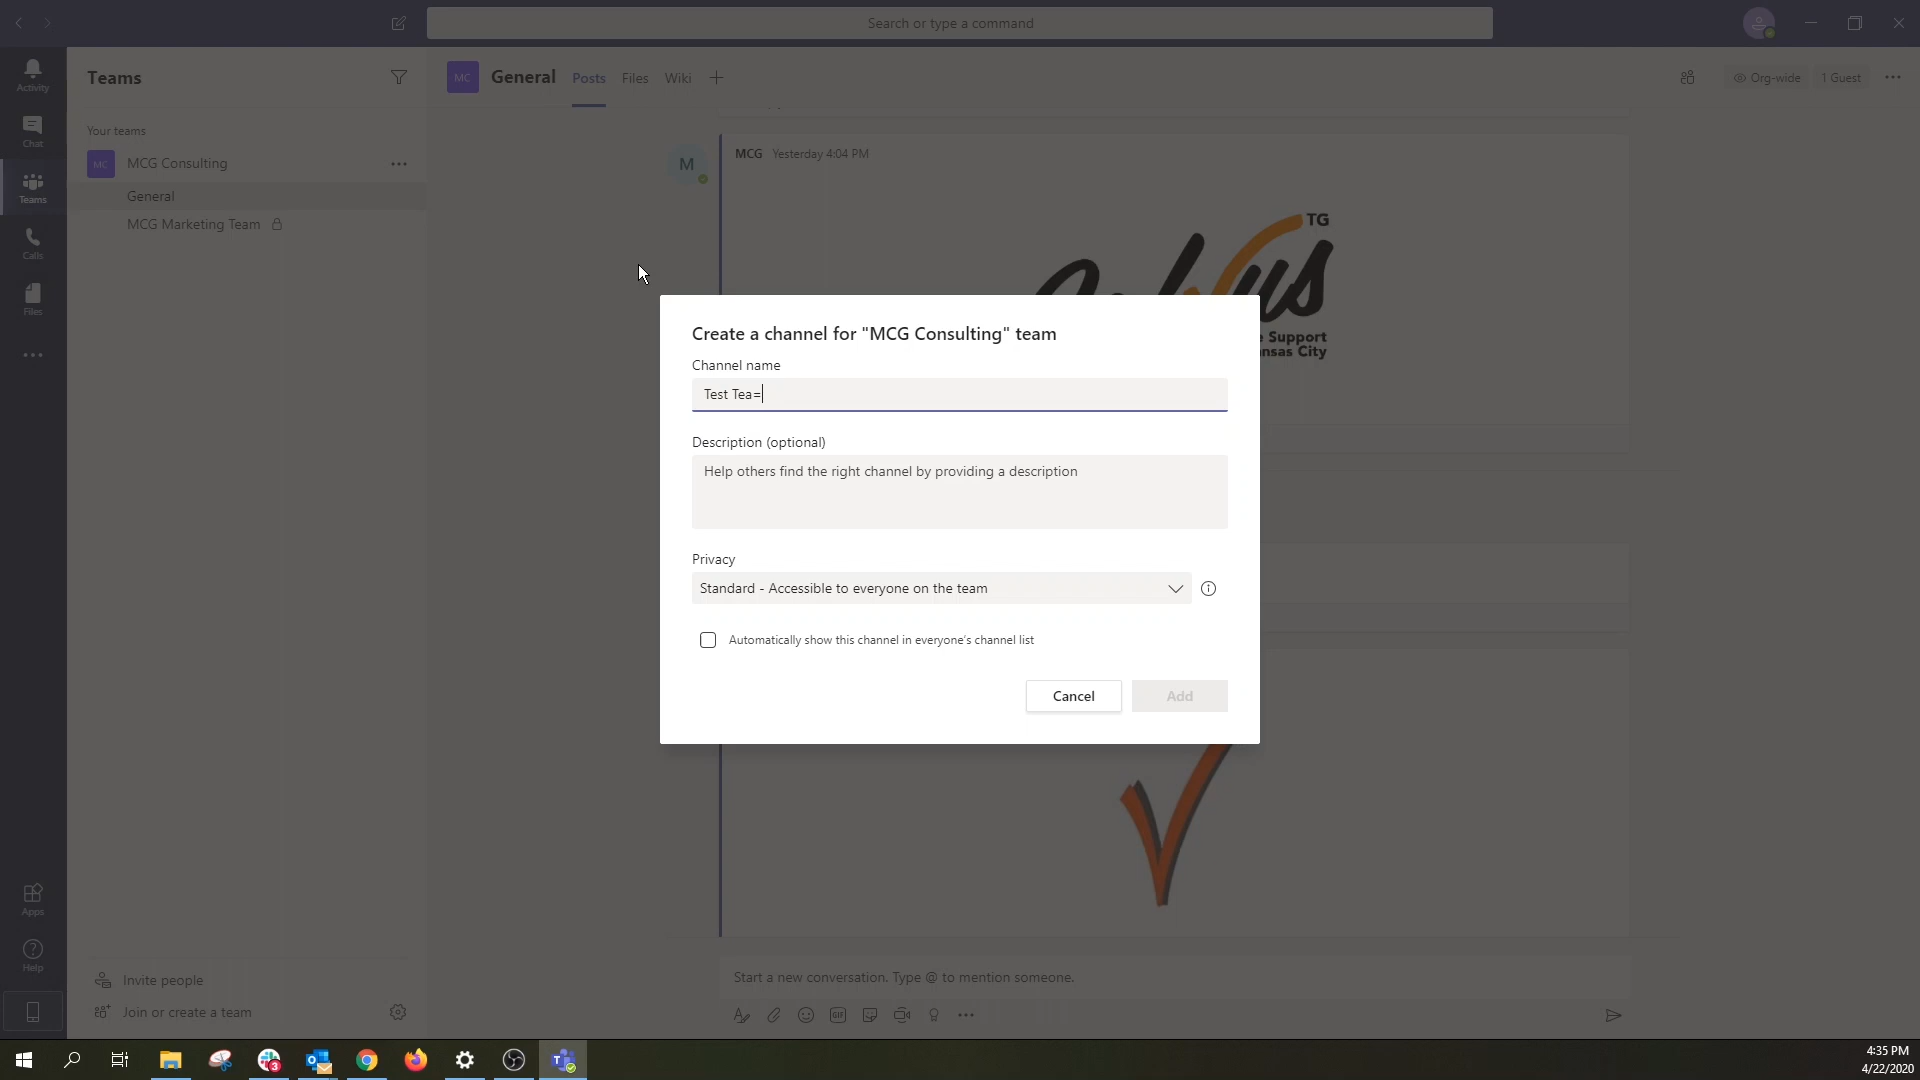 Search or type a command
Activity
Chat
Teams
Calls
Files
Apps
Help
Teams
Your teams
MC MCG Consulting
General
MCG Marketing Team
Invite people
Join or create a team
MC General Posts Files Wiki
Org-wide 1 Guest
M
MCG Yesterday 4:04 PM
TG
Support
nsas City
Create a channel for "MCG Consulting" team
Channel name
Test Tea=
Description (optional)
Help others find the right channel by providing a description
Privacy
Standard - Accessible to everyone on the team
Automatically show this channel in everyone's channel list
Cancel Add
Start a new conversation. Type @ to mention someone.
GIF
3
4:35 PM
4/22/2020